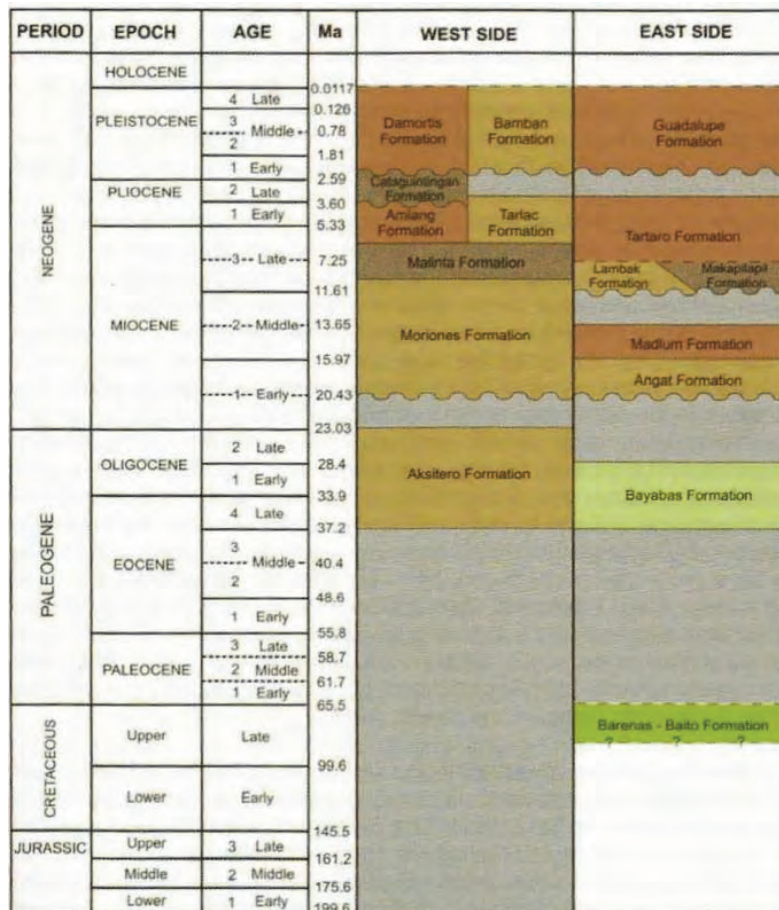 PERIOD EPOCH AGE Ma WEST SIDE EAST SIDE
HOLOCENE
0.0117
4 Late
0.126
PLEISTOCENE
3
Middle
0.78
2
1.81
1 Early
2.59
Damortis
Formation
Bamban
Formation
Guadalupe
Formation
NEOGENE
PLIOCENE
2 Late
3.60
1 Early
5.33
Cataguintingan
Formation
Amlang
Formation
Tarlac
Formation
Tartaro Formation
MIOCENE
3 Late
7.25
11.61
Malinta Formation
Lambak
Formation
Makapilapil
Formation
2 Middle
13.65
15.97
Moriones Formation
Madlum Formation
1 Early
20.43
23.03
Angat Formation
PALEOGENE
OLIGOCENE
2 Late
28.4
1 Early
33.9
Aksitero Formation
Bayabas Formation
EOCENE
4 Late
37.2
3
Middle
40.4
2
48.6
1 Early
55.8
PALEOCENE
3 Late
58.7
2 Middle
61.7
1 Early
65.5
CRETACEOUS
Upper
Late
99.6
Barenas - Baito Formation
? ? ?
Lower
Early
145.5
JURASSIC
Upper
3 Late
161.2
Middle
2 Middle
175.6
Lower
1 Early
199.6